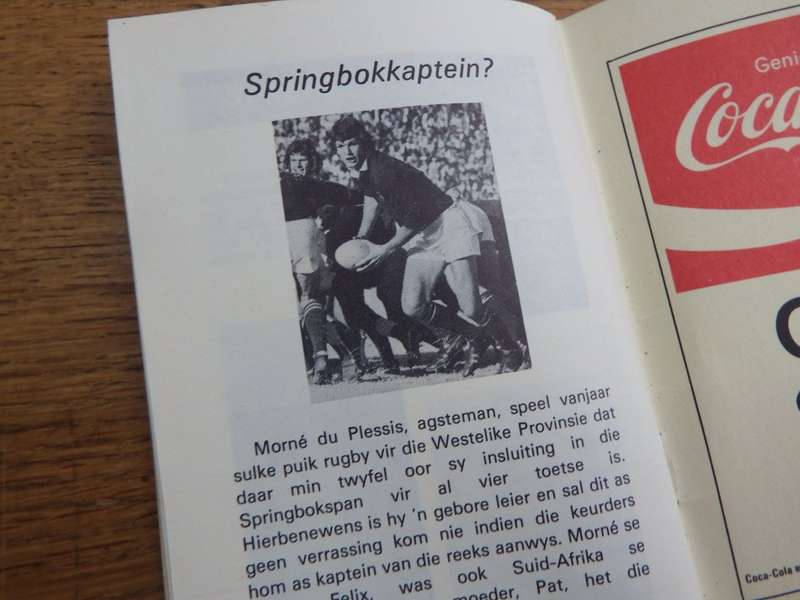 Springbokkaptein?
Morné du Plessis, agsteman, speel vanjaar
sulke puik rugby vir die Westelike Provinsie dat
daar min twyfel oor sy insluiting in die
Springbokspan vir al vier toetse is.
Hierbenewens is hy 'n gebore leier en sal dit as
geen verrassing kom nie indien die keurders
hom as kaptein van die reeks aanwys. Morné se
Felix, was ook Suid-Afrika se
moeder, Pat, het die
Geni
Coca
Coca-Cola e